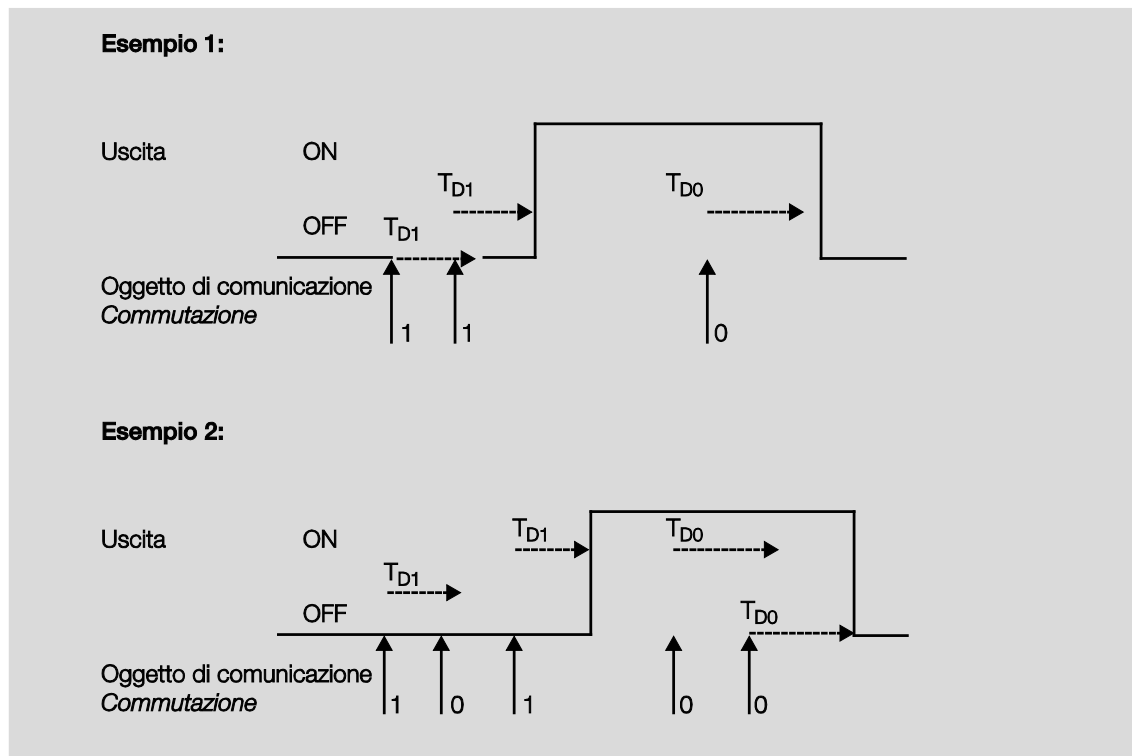 Esempio 1:
Uscita ON
T_D1 T_D0
OFF T_D1
Oggetto di comunicazione
Commutazione
1 1 0
Esempio 2:
Uscita ON T_D1 T_D0
T_D1
OFF T_D0
Oggetto di comunicazione
Commutazione
1 0 1 0 0